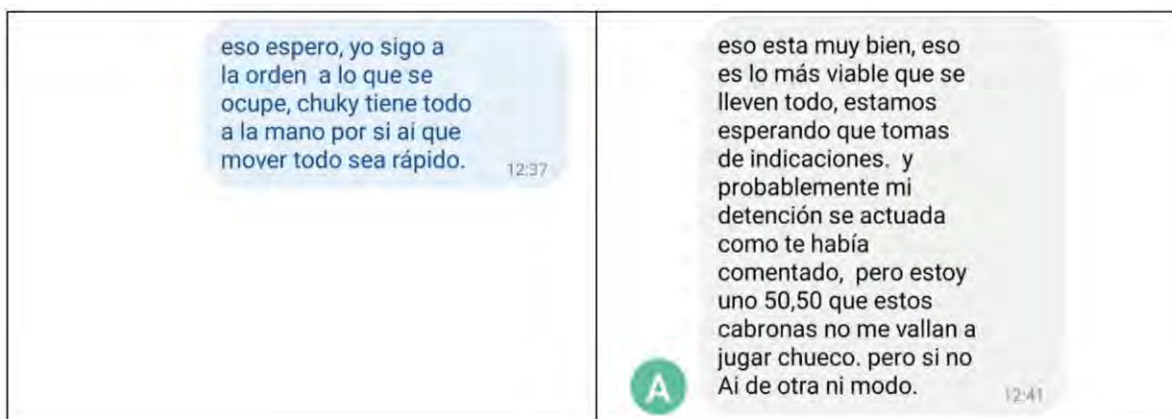 eso espero, yo sigo a
la orden a lo que se
ocupe, chuky tiene todo
a la mano por si ai que
mover todo sea rápido.
12:37
eso esta muy bien, eso
es lo más viable que se
lleven todo, estamos
esperando que tomas
de indicaciones. y
probablemente mi
detención se actuada
como te había
comentado, pero estoy
uno 50,50 que estos
cabronas no me vallan a
jugar chueco. pero si no
Ai de otra ni modo.
12:41
A